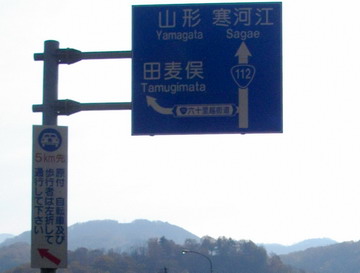 山形 寒河江
Yamagata Sagae
112
田麦俣
Tamugimata
六十里越街道
5km先
原付・自転車及び
歩行者は左折して
通行して下さい